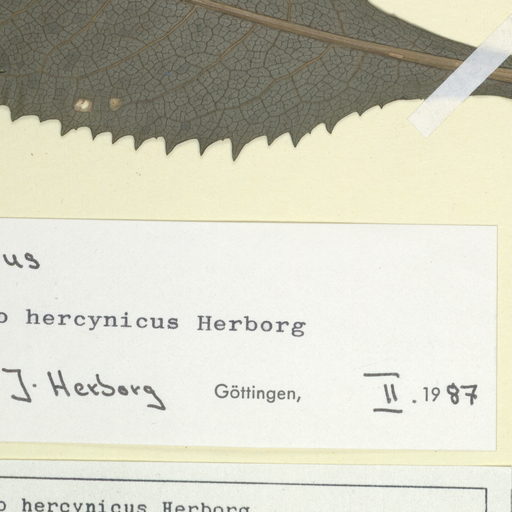 us
o hercynicus Herborg
J. Herborg Göttingen, II . 1987
o hercynicus Herborg